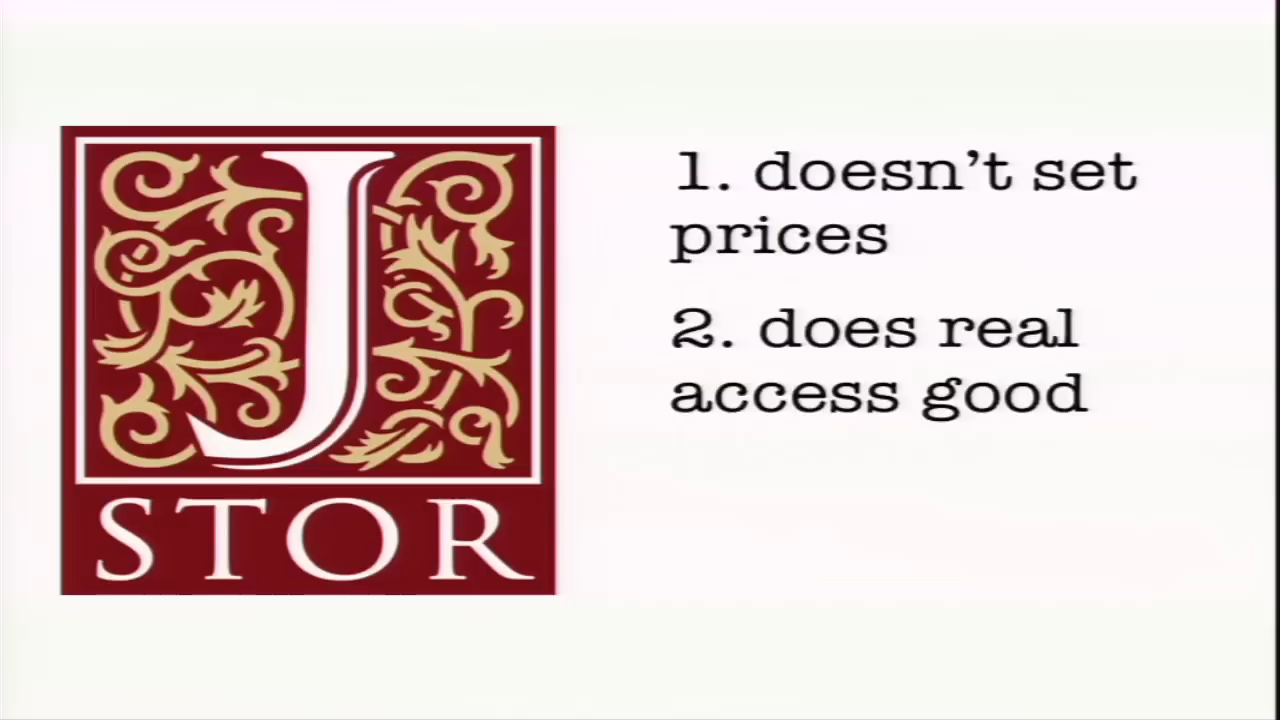 J
STOR
1. doesn't set
prices
2. does real
access good